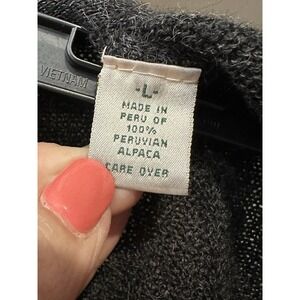 VIETNAM
-L-
MADE IN
PERU OF
100%
PERUVIAN
ALPACA
CARE OVER